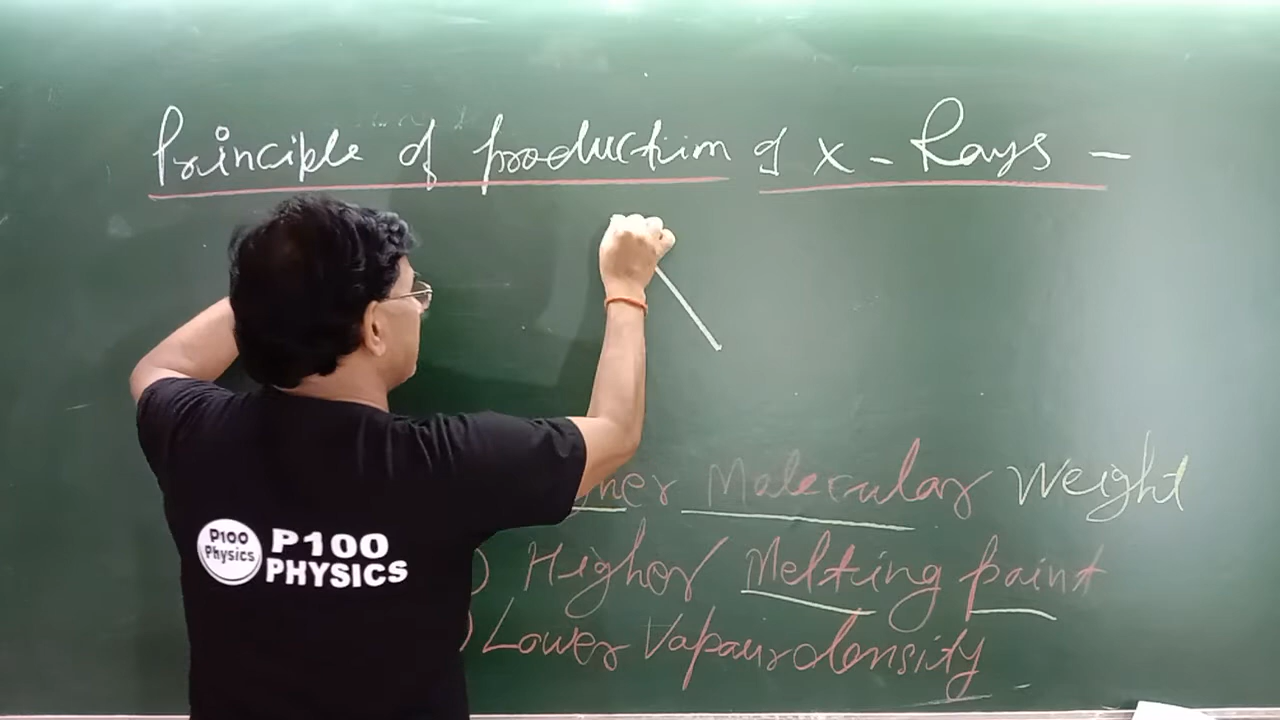 Principle of production of X - Rays -
Molecular Weight
) Higher Melting point
) Lower Vapour density
P100
Physics
P100
PHYSICS